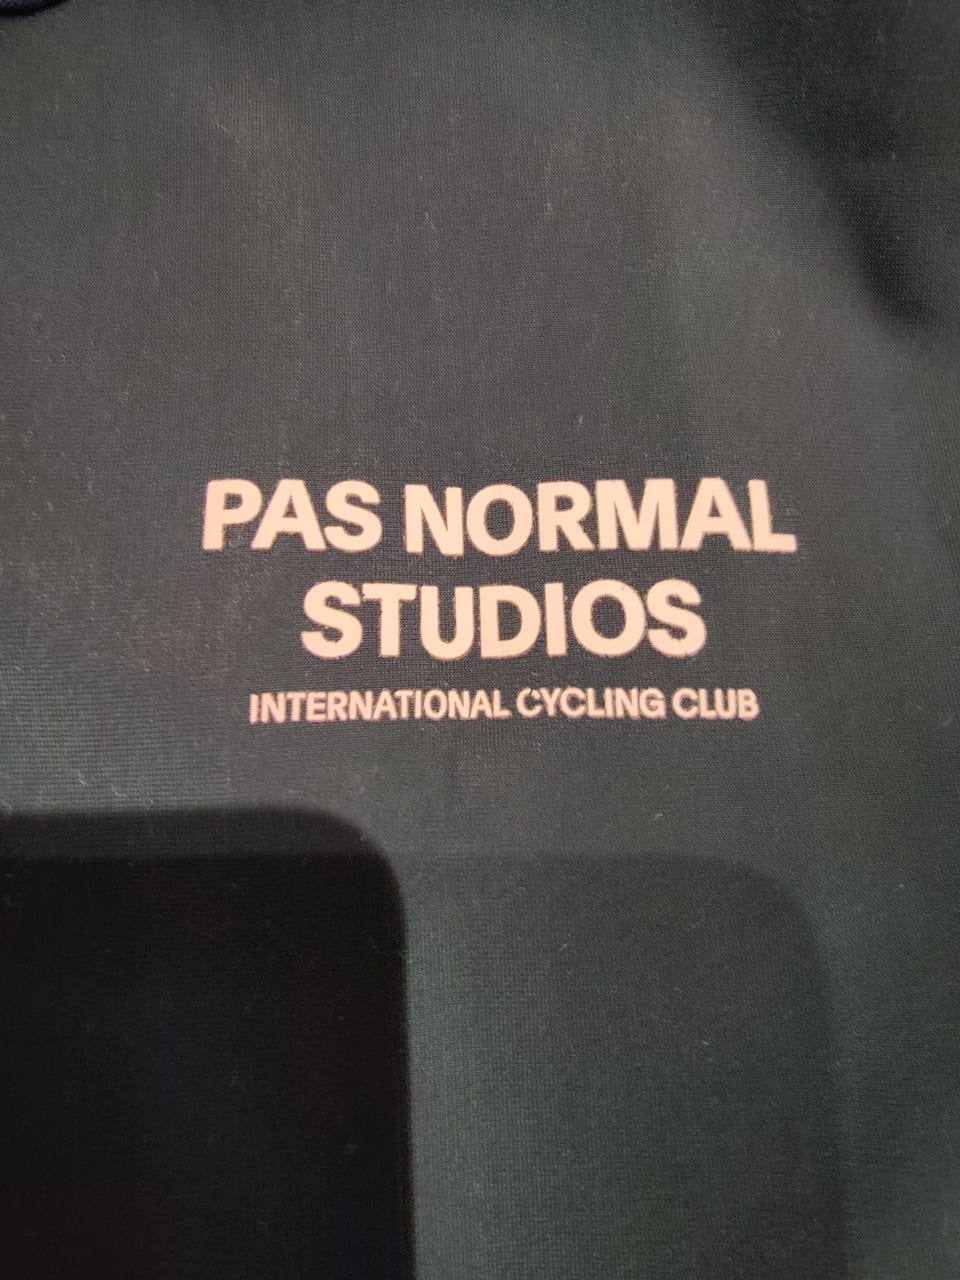 PAS NORMAL
STUDIOS
INTERNATIONAL CYCLING CLUB